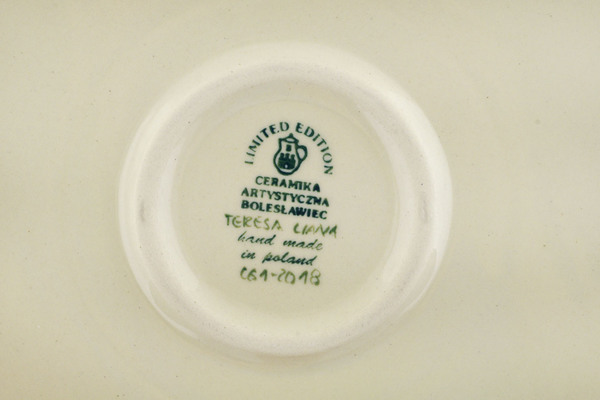 LIMITED EDITION
CERAMIKA
ARTYSTYCZNA
BOLESŁAWIEC
TERESA LIANA
hand made
in poland
C61-2018